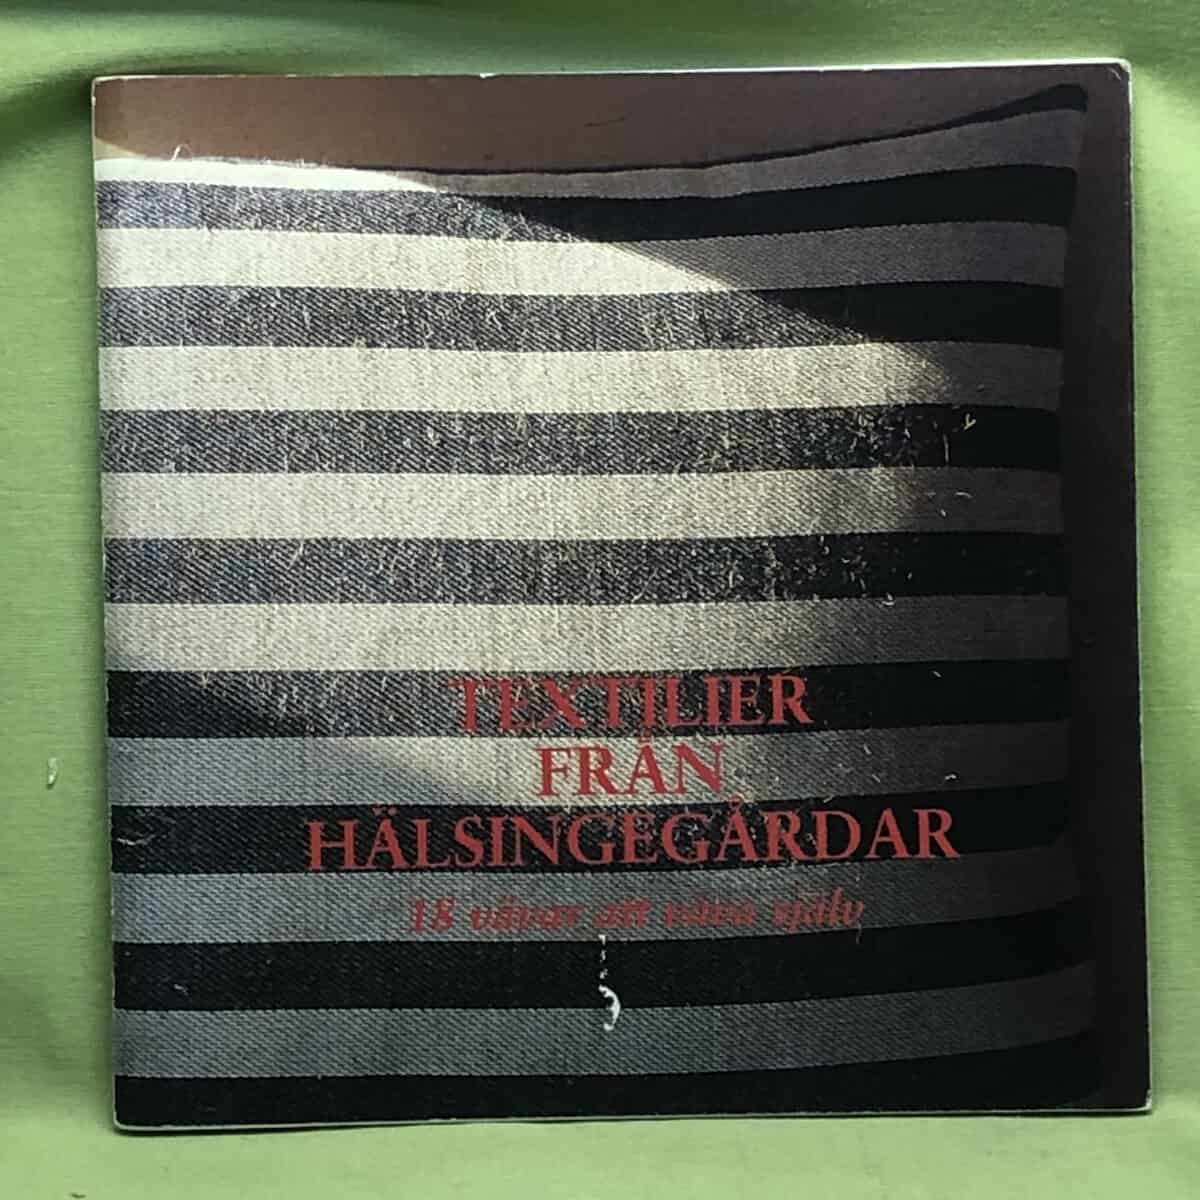 TEXTILIER
FRÅN
HÄLSINGEGÅRDAR
18 vävar att väva själv